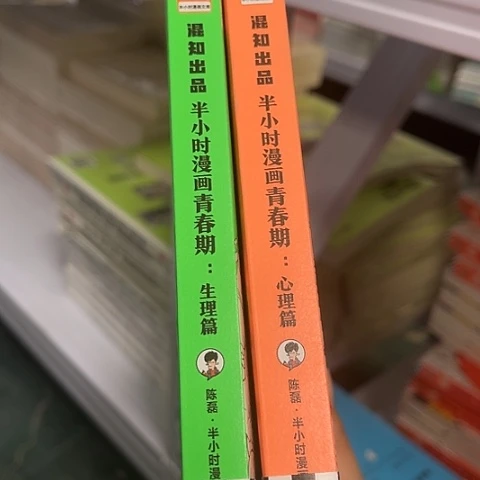 混知出品
半小时漫画青春期：生理篇
陈磊·半小时漫
混知出品
半小时漫画青春期：心理篇
陈磊·半小时漫画